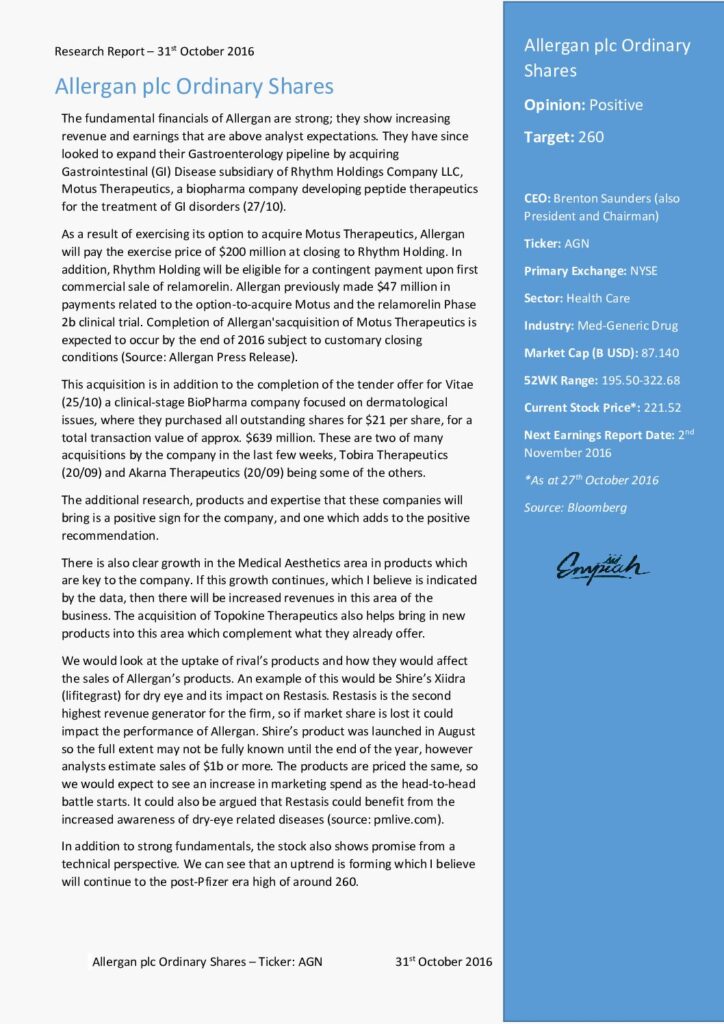 Research Report – 31st October 2016
Allergan plc Ordinary Shares
The fundamental financials of Allergan are strong; they show increasing
revenue and earnings that are above analyst expectations. They have since
looked to expand their Gastroenterology pipeline by acquiring
Gastrointestinal (GI) Disease subsidiary of Rhythm Holdings Company LLC,
Motus Therapeutics, a biopharma company developing peptide therapeutics
for the treatment of GI disorders (27/10).
As a result of exercising its option to acquire Motus Therapeutics, Allergan
will pay the exercise price of $200 million at closing to Rhythm Holding. In
addition, Rhythm Holding will be eligible for a contingent payment upon first
commercial sale of relamorelin. Allergan previously made $47 million in
payments related to the option-to-acquire Motus and the relamorelin Phase
2b clinical trial. Completion of Allergan'sacquisition of Motus Therapeutics is
expected to occur by the end of 2016 subject to customary closing
conditions (Source: Allergan Press Release).
This acquisition is in addition to the completion of the tender offer for Vitae
(25/10) a clinical-stage BioPharma company focused on dermatological
issues, where they purchased all outstanding shares for $21 per share, for a
total transaction value of approx. $639 million. These are two of many
acquisitions by the company in the last few weeks, Tobira Therapeutics
(20/09) and Akarna Therapeutics (20/09) being some of the others.
The additional research, products and expertise that these companies will
bring is a positive sign for the company, and one which adds to the positive
recommendation.
There is also clear growth in the Medical Aesthetics area in products which
are key to the company. If this growth continues, which I believe is indicated
by the data, then there will be increased revenues in this area of the
business. The acquisition of Topokine Therapeutics also helps bring in new
products into this area which complement what they already offer.
We would look at the uptake of rival's products and how they would affect
the sales of Allergan's products. An example of this would be Shire's Xiidra
(lifitegrast) for dry eye and its impact on Restasis. Restasis is the second
highest revenue generator for the firm, so if market share is lost it could
impact the performance of Allergan. Shire's product was launched in August
so the full extent may not be fully known until the end of the year, however
analysts estimate sales of $1b or more. The products are priced the same, so
we would expect to see an increase in marketing spend as the head-to-head
battle starts. It could also be argued that Restasis could benefit from the
increased awareness of dry-eye related diseases (source: pmlive.com).
In addition to strong fundamentals, the stock also shows promise from a
technical perspective. We can see that an uptrend is forming which I believe
will continue to the post-Pfizer era high of around 260.
Allergan plc Ordinary Shares – Ticker: AGN 31st October 2016
Allergan plc Ordinary
Shares
Opinion: Positive
Target: 260
CEO: Brenton Saunders (also
President and Chairman)
Ticker: AGN
Primary Exchange: NYSE
Sector: Health Care
Industry: Med-Generic Drug
Market Cap (B USD): 87.140
52WK Range: 195.50-322.68
Current Stock Price*: 221.52
Next Earnings Report Date: 2nd
November 2016
*As at 27th October 2016
Source: Bloomberg